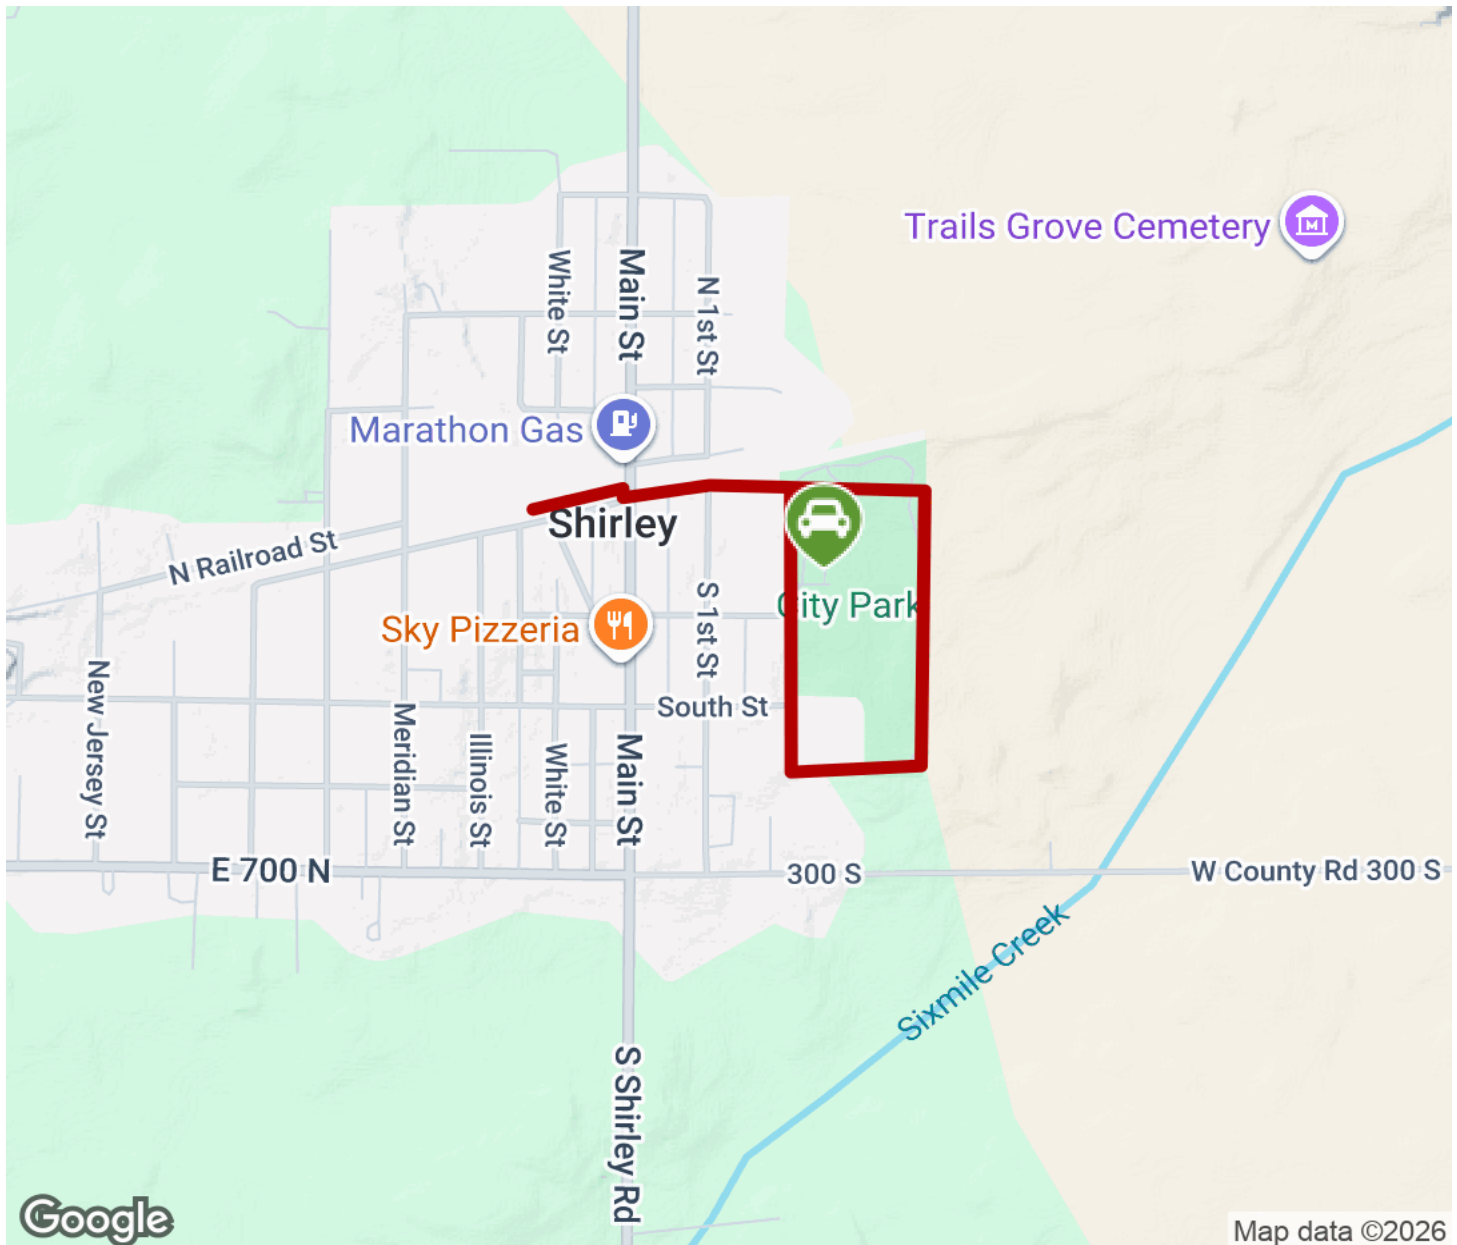 Trails Grove Cemetery
White St
Main St
N 1st St
Marathon Gas
Shirley
N Railroad St
City Park
S 1st St
Sky Pizzeria
New Jersey St
South St
Meridian St
Illinois St
White St
Main St
E 700 N
300 S
W County Rd 300 S
Sixmile Creek
S Shirley Rd
Google
Map data ©2026